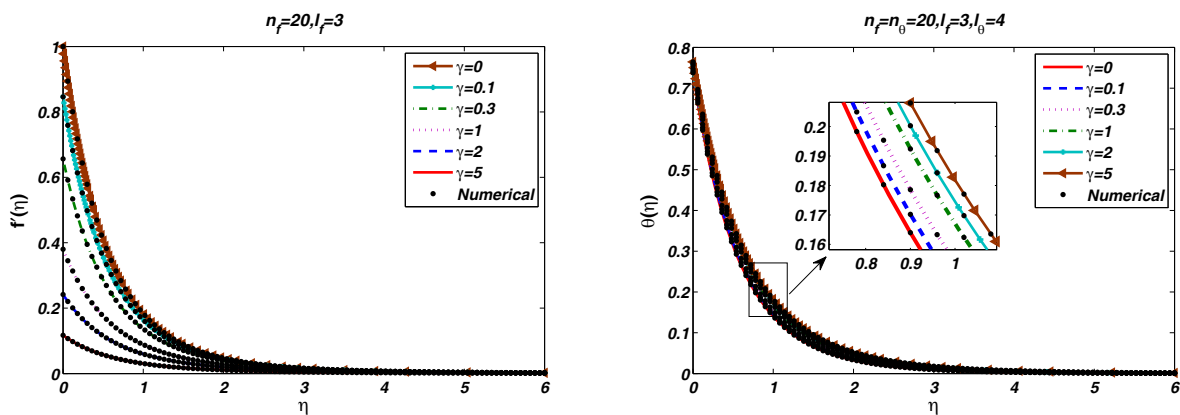 n_f=20,l_f=3
f'(η)
1
0.8
0.6
0.4
0.2
0
0 1 2 3 4 5 6
η
γ=0
γ=0.1
γ=0.3
γ=1
γ=2
γ=5
Numerical
n_f=n_θ=20,l_f=3,l_θ=4
θ(η)
0.8
0.7
0.6
0.5
0.4
0.3
0.2
0.1
0
0 1 2 3 4 5 6
η
0.2
0.19
0.18
0.17
0.16
0.8 0.9 1
γ=0
γ=0.1
γ=0.3
γ=1
γ=2
γ=5
Numerical